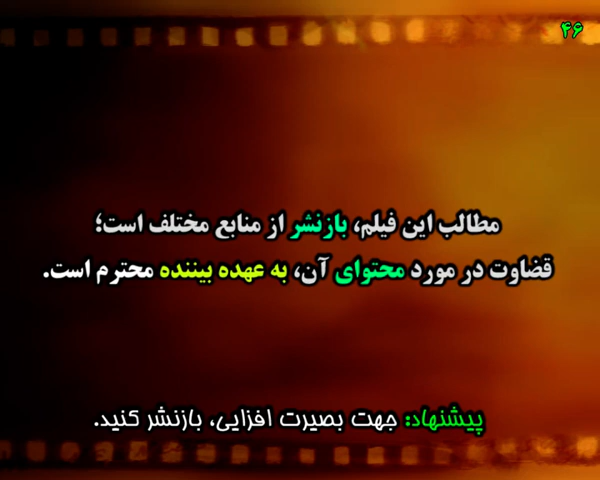 ۴۶
مطالب این فیلم، بازنشر از منابع مختلف است؛
قضاوت در مورد محتوای آن، به عهده بیننده محترم است.
پیشنهاد: جهت بصیرت افزایی، بازنشر کنید.